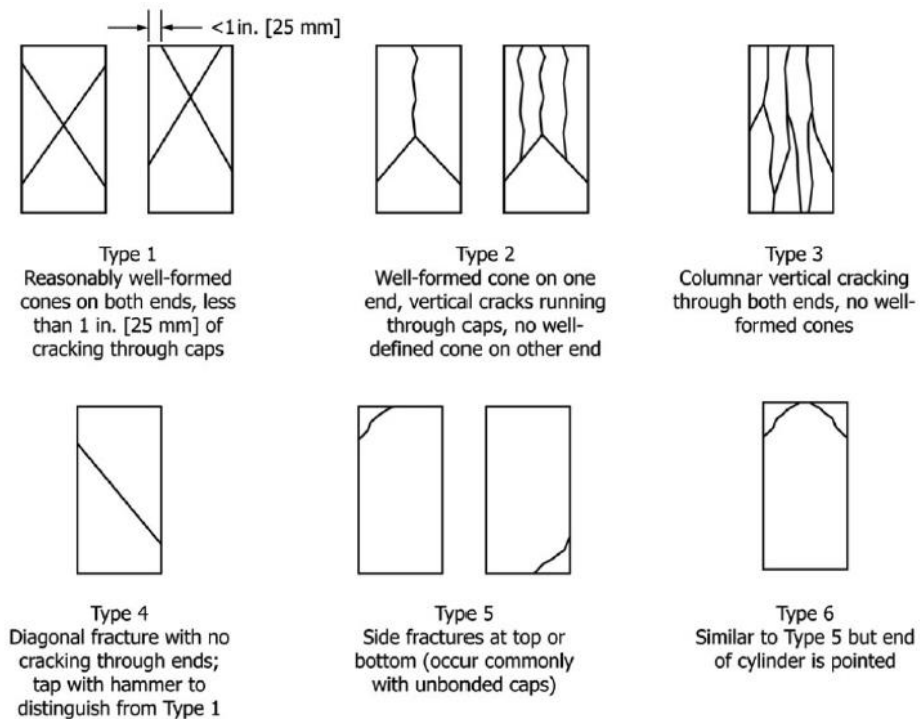 <1in. [25 mm]
Type 1
Reasonably well-formed
cones on both ends, less
than 1 in. [25 mm] of
cracking through caps
Type 2
Well-formed cone on one
end, vertical cracks running
through caps, no well-
defined cone on other end
Type 3
Columnar vertical cracking
through both ends, no well-
formed cones
Type 4
Diagonal fracture with no
cracking through ends;
tap with hammer to
distinguish from Type 1
Type 5
Side fractures at top or
bottom (occur commonly
with unbonded caps)
Type 6
Similar to Type 5 but end
of cylinder is pointed